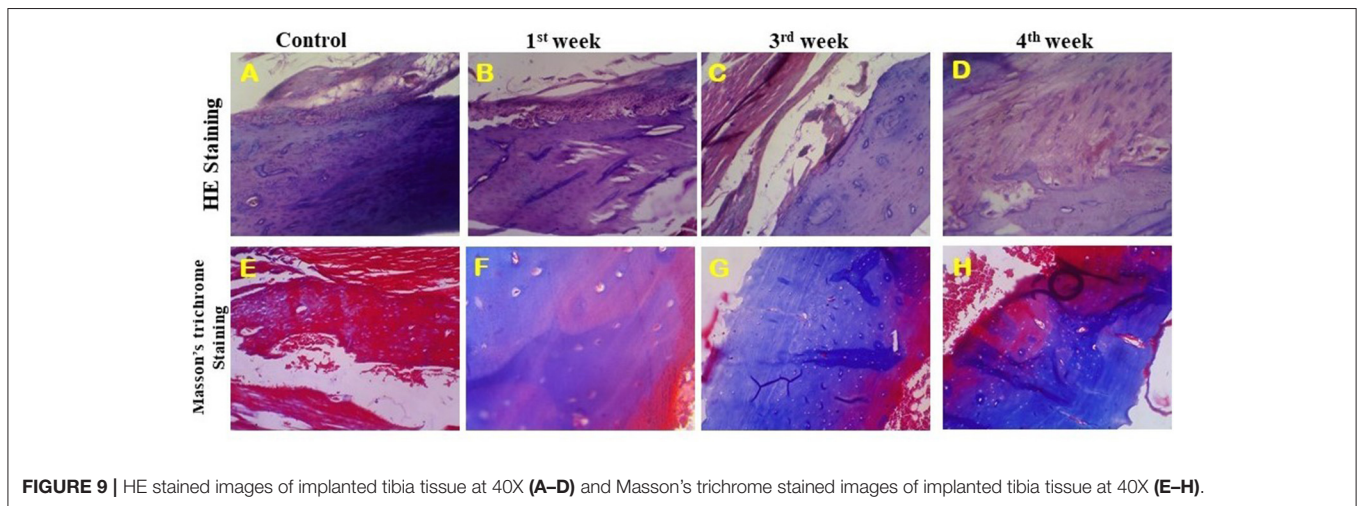 Control 1st week 3rd week 4th week
HE Staining
A B C D
Masson's trichrome
Staining
E F G H
FIGURE 9 | HE stained images of implanted tibia tissue at 40X (A–D) and Masson's trichrome stained images of implanted tibia tissue at 40X (E–H).